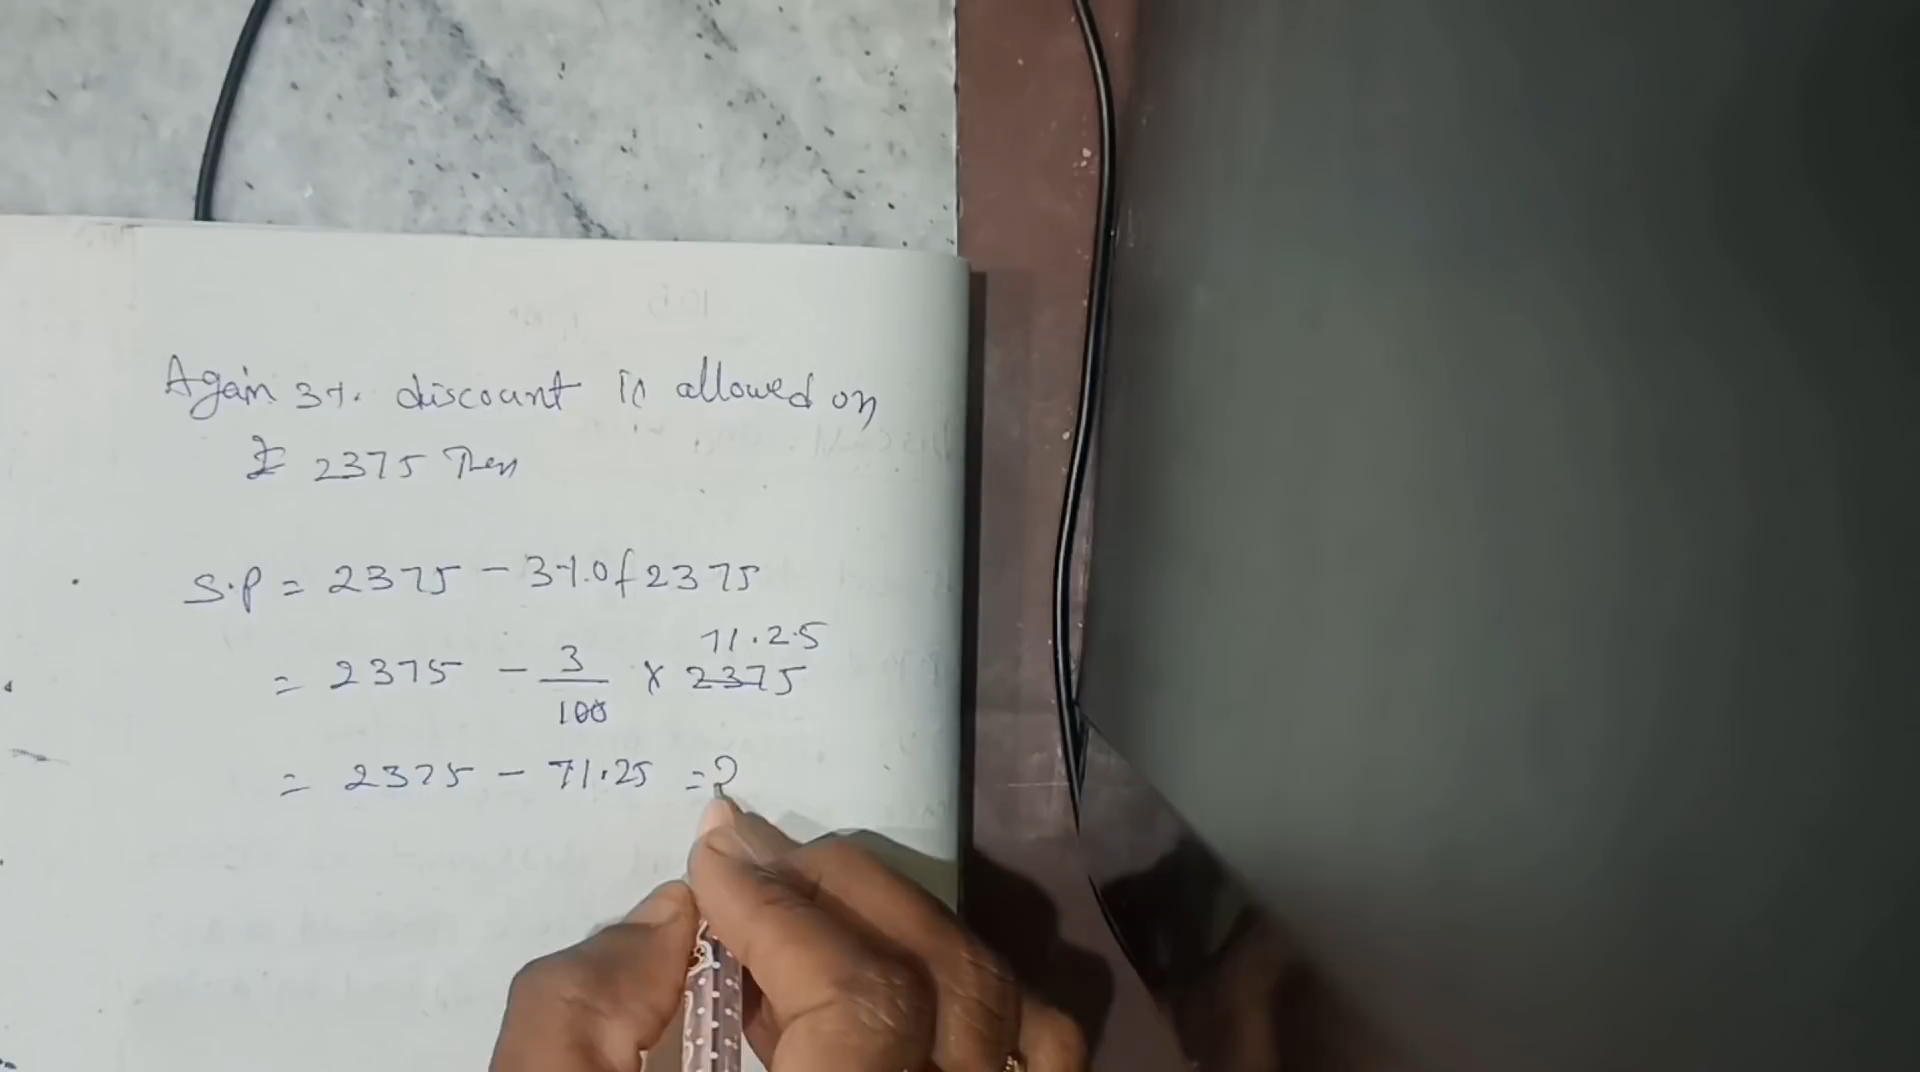 Again 3%. discount is allowed on
₹ 2375 Then
S.P = 2375 - 3%.of 2375
71.25
= 2375 - 3/100 x 2375
= 2375 - 71.25 = 2